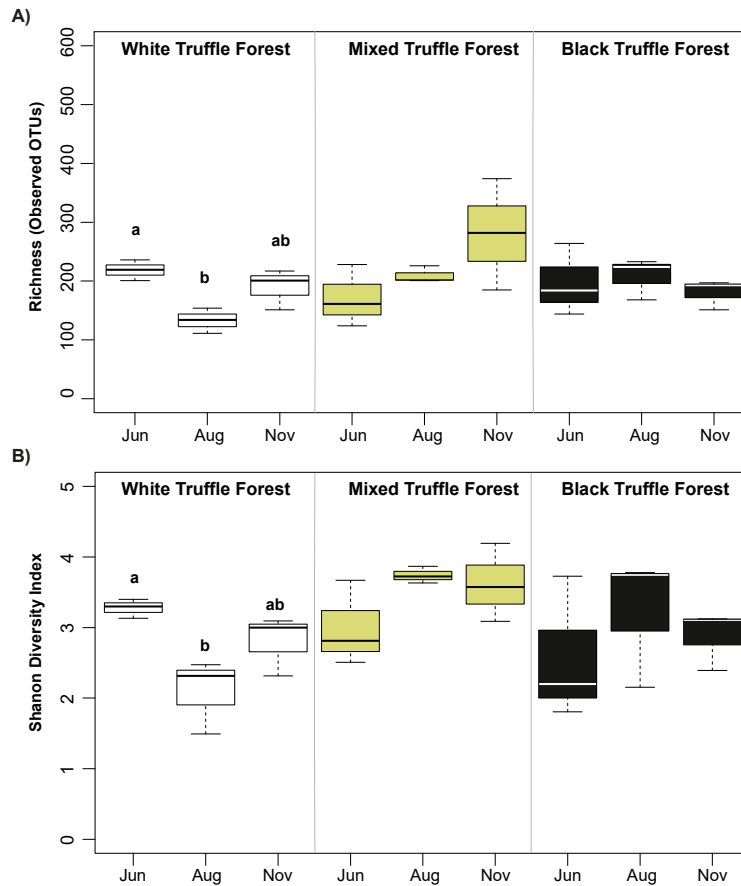 A)
White Truffle Forest Mixed Truffle Forest Black Truffle Forest
Richness (Observed OTUs)
600
500
400
300
200
100
0
a
b
ab
Jun Aug Nov Jun Aug Nov Jun Aug Nov
B)
White Truffle Forest Mixed Truffle Forest Black Truffle Forest
Shanon Diversity Index
5
4
3
2
1
0
a
b
ab
Jun Aug Nov Jun Aug Nov Jun Aug Nov